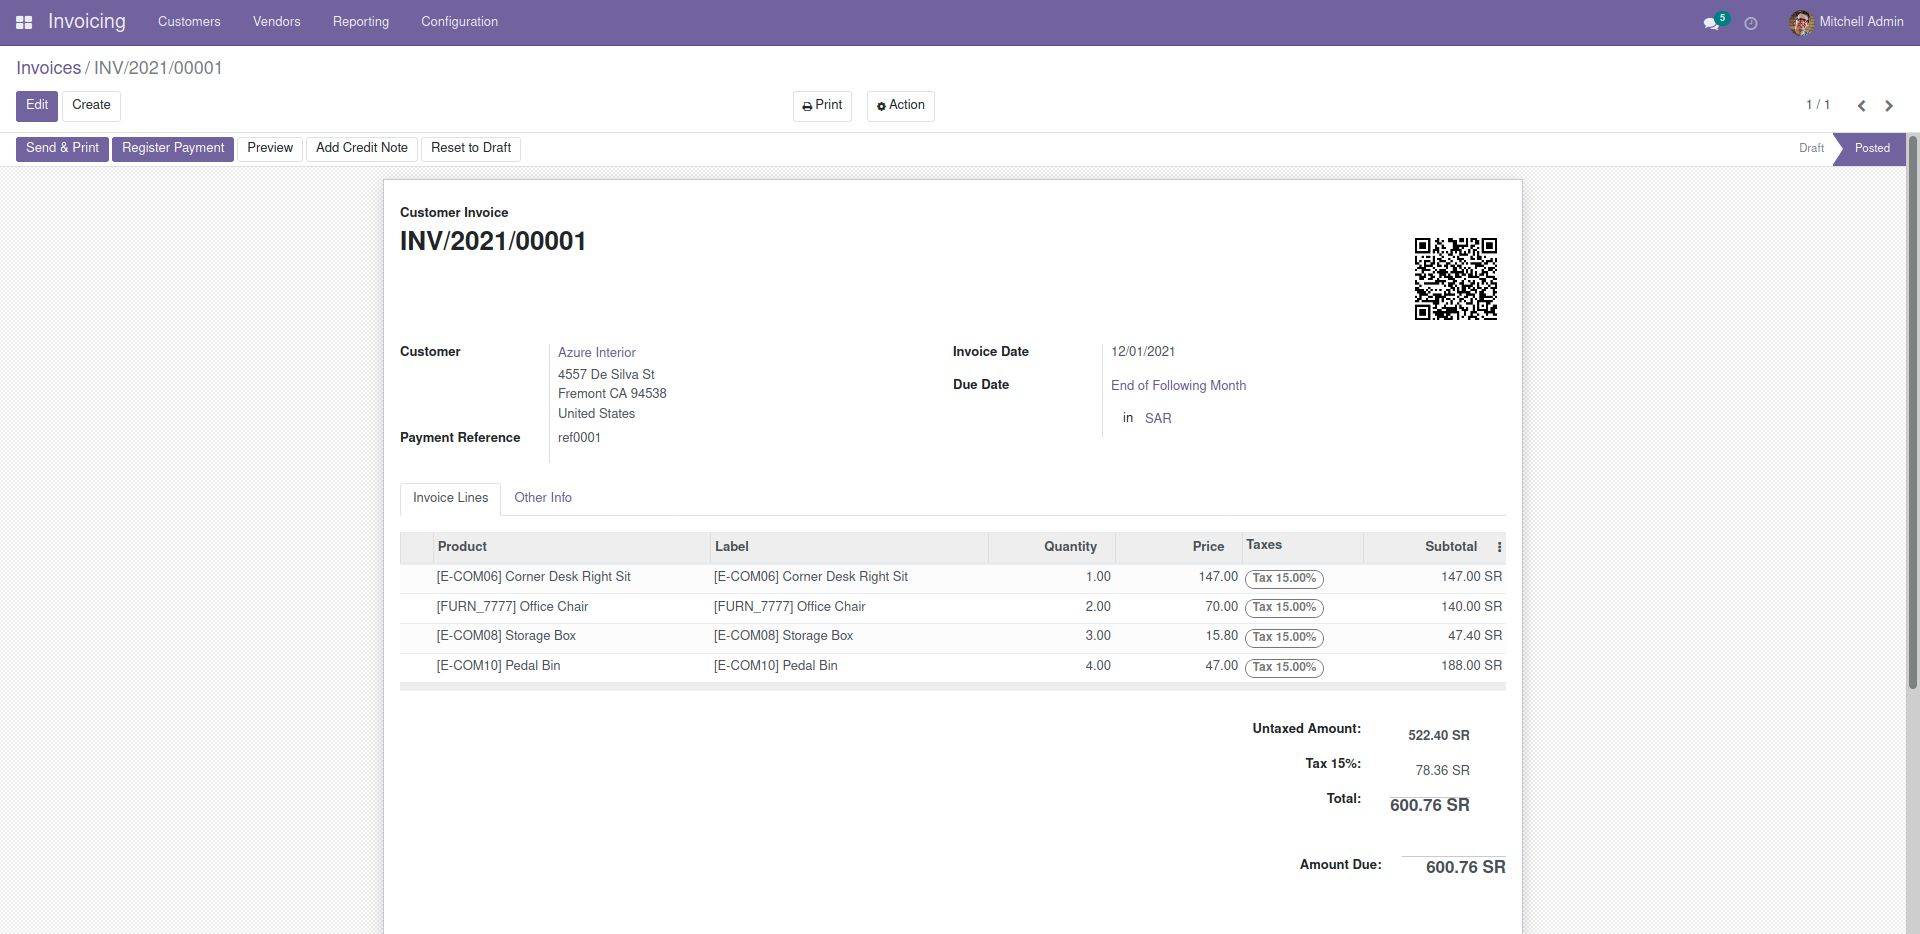 Invoicing Customers Vendors Reporting Configuration 5 Mitchell Admin
Invoices / INV/2021/00001
Edit Create Print Action 1 / 1
Send & Print Register Payment Preview Add Credit Note Reset to Draft Draft Posted
Customer Invoice
INV/2021/00001
Customer Azure Interior Invoice Date 12/01/2021
4557 De Silva St
Fremont CA 94538 Due Date End of Following Month
United States in SAR
Payment Reference ref0001
Invoice Lines Other Info
Product Label Quantity Price Taxes Subtotal
[E-COM06] Corner Desk Right Sit [E-COM06] Corner Desk Right Sit 1.00 147.00 Tax 15.00% 147.00 SR
[FURN_7777] Office Chair [FURN_7777] Office Chair 2.00 70.00 Tax 15.00% 140.00 SR
[E-COM08] Storage Box [E-COM08] Storage Box 3.00 15.80 Tax 15.00% 47.40 SR
[E-COM10] Pedal Bin [E-COM10] Pedal Bin 4.00 47.00 Tax 15.00% 188.00 SR
Untaxed Amount: 522.40 SR
Tax 15%: 78.36 SR
Total: 600.76 SR
Amount Due: 600.76 SR